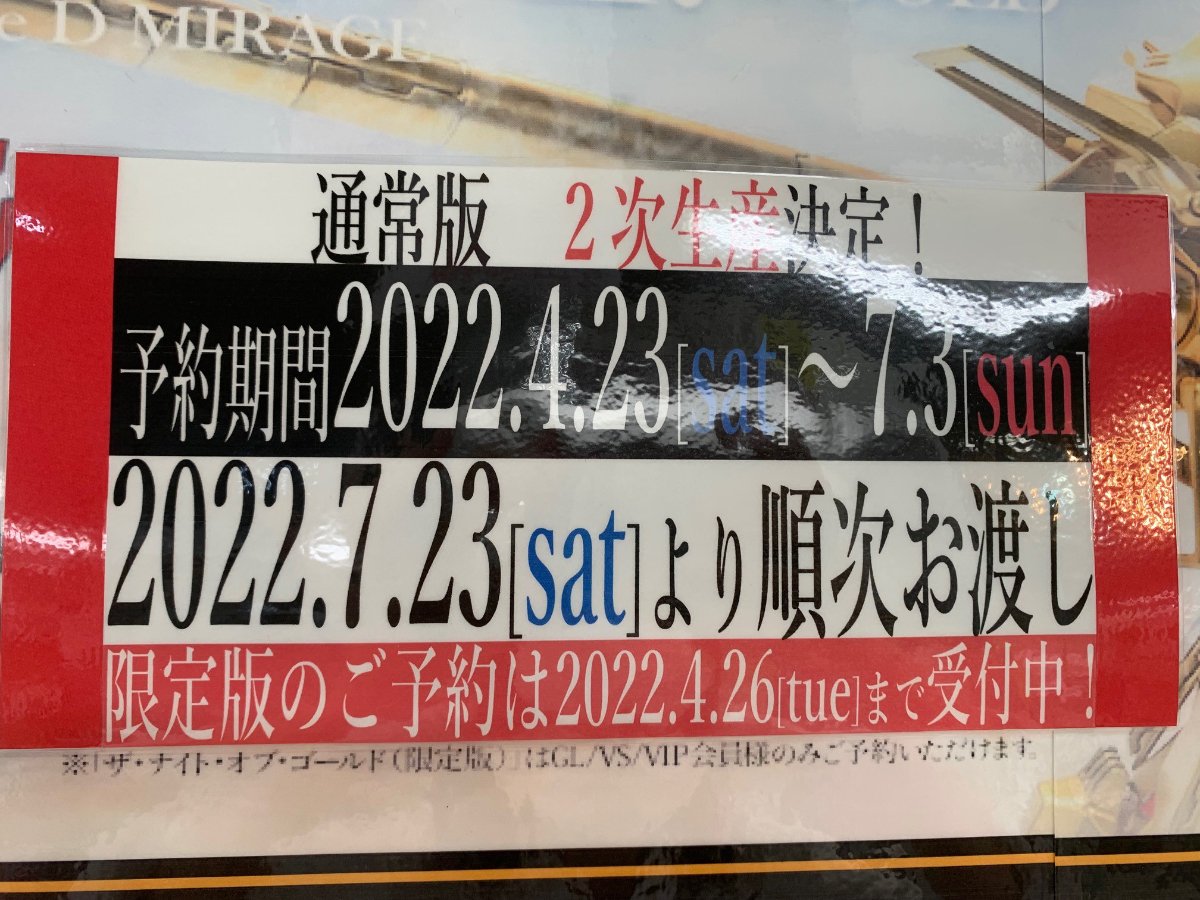 D MIRAGE
通常版　2次生産決定！
予約期間2022.4.23[sat]～7.3[sun]
2022.7.23[sat]より順次お渡し
限定版のご予約は2022.4.26[tue]まで受付中！
※「ザ・ナイト・オブ・ゴールド（限定版）」はGL/VS/VIP会員様のみご予約いただけます。